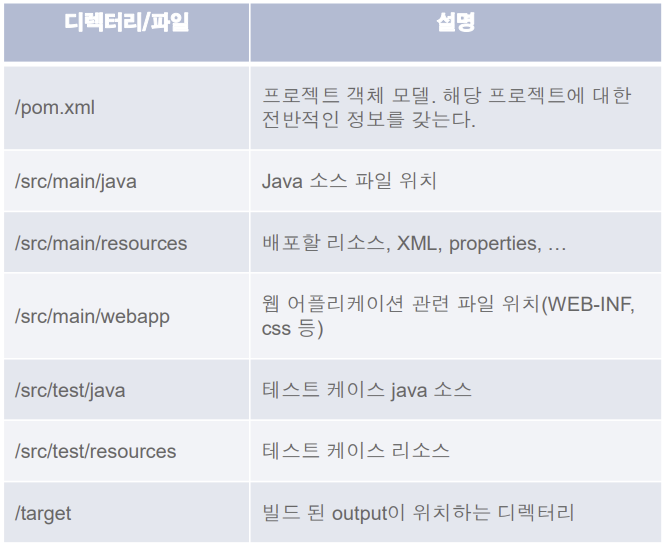 디렉터리/파일
설명
/pom.xml
프로젝트 객체 모델. 해당 프로젝트에 대한
전반적인 정보를 갖는다.
/src/main/java
Java 소스 파일 위치
/src/main/resources
배포할 리소스, XML, properties, …
/src/main/webapp
웹 어플리케이션 관련 파일 위치(WEB-INF,
css 등)
/src/test/java
테스트 케이스 java 소스
/src/test/resources
테스트 케이스 리소스
/target
빌드 된 output이 위치하는 디렉터리